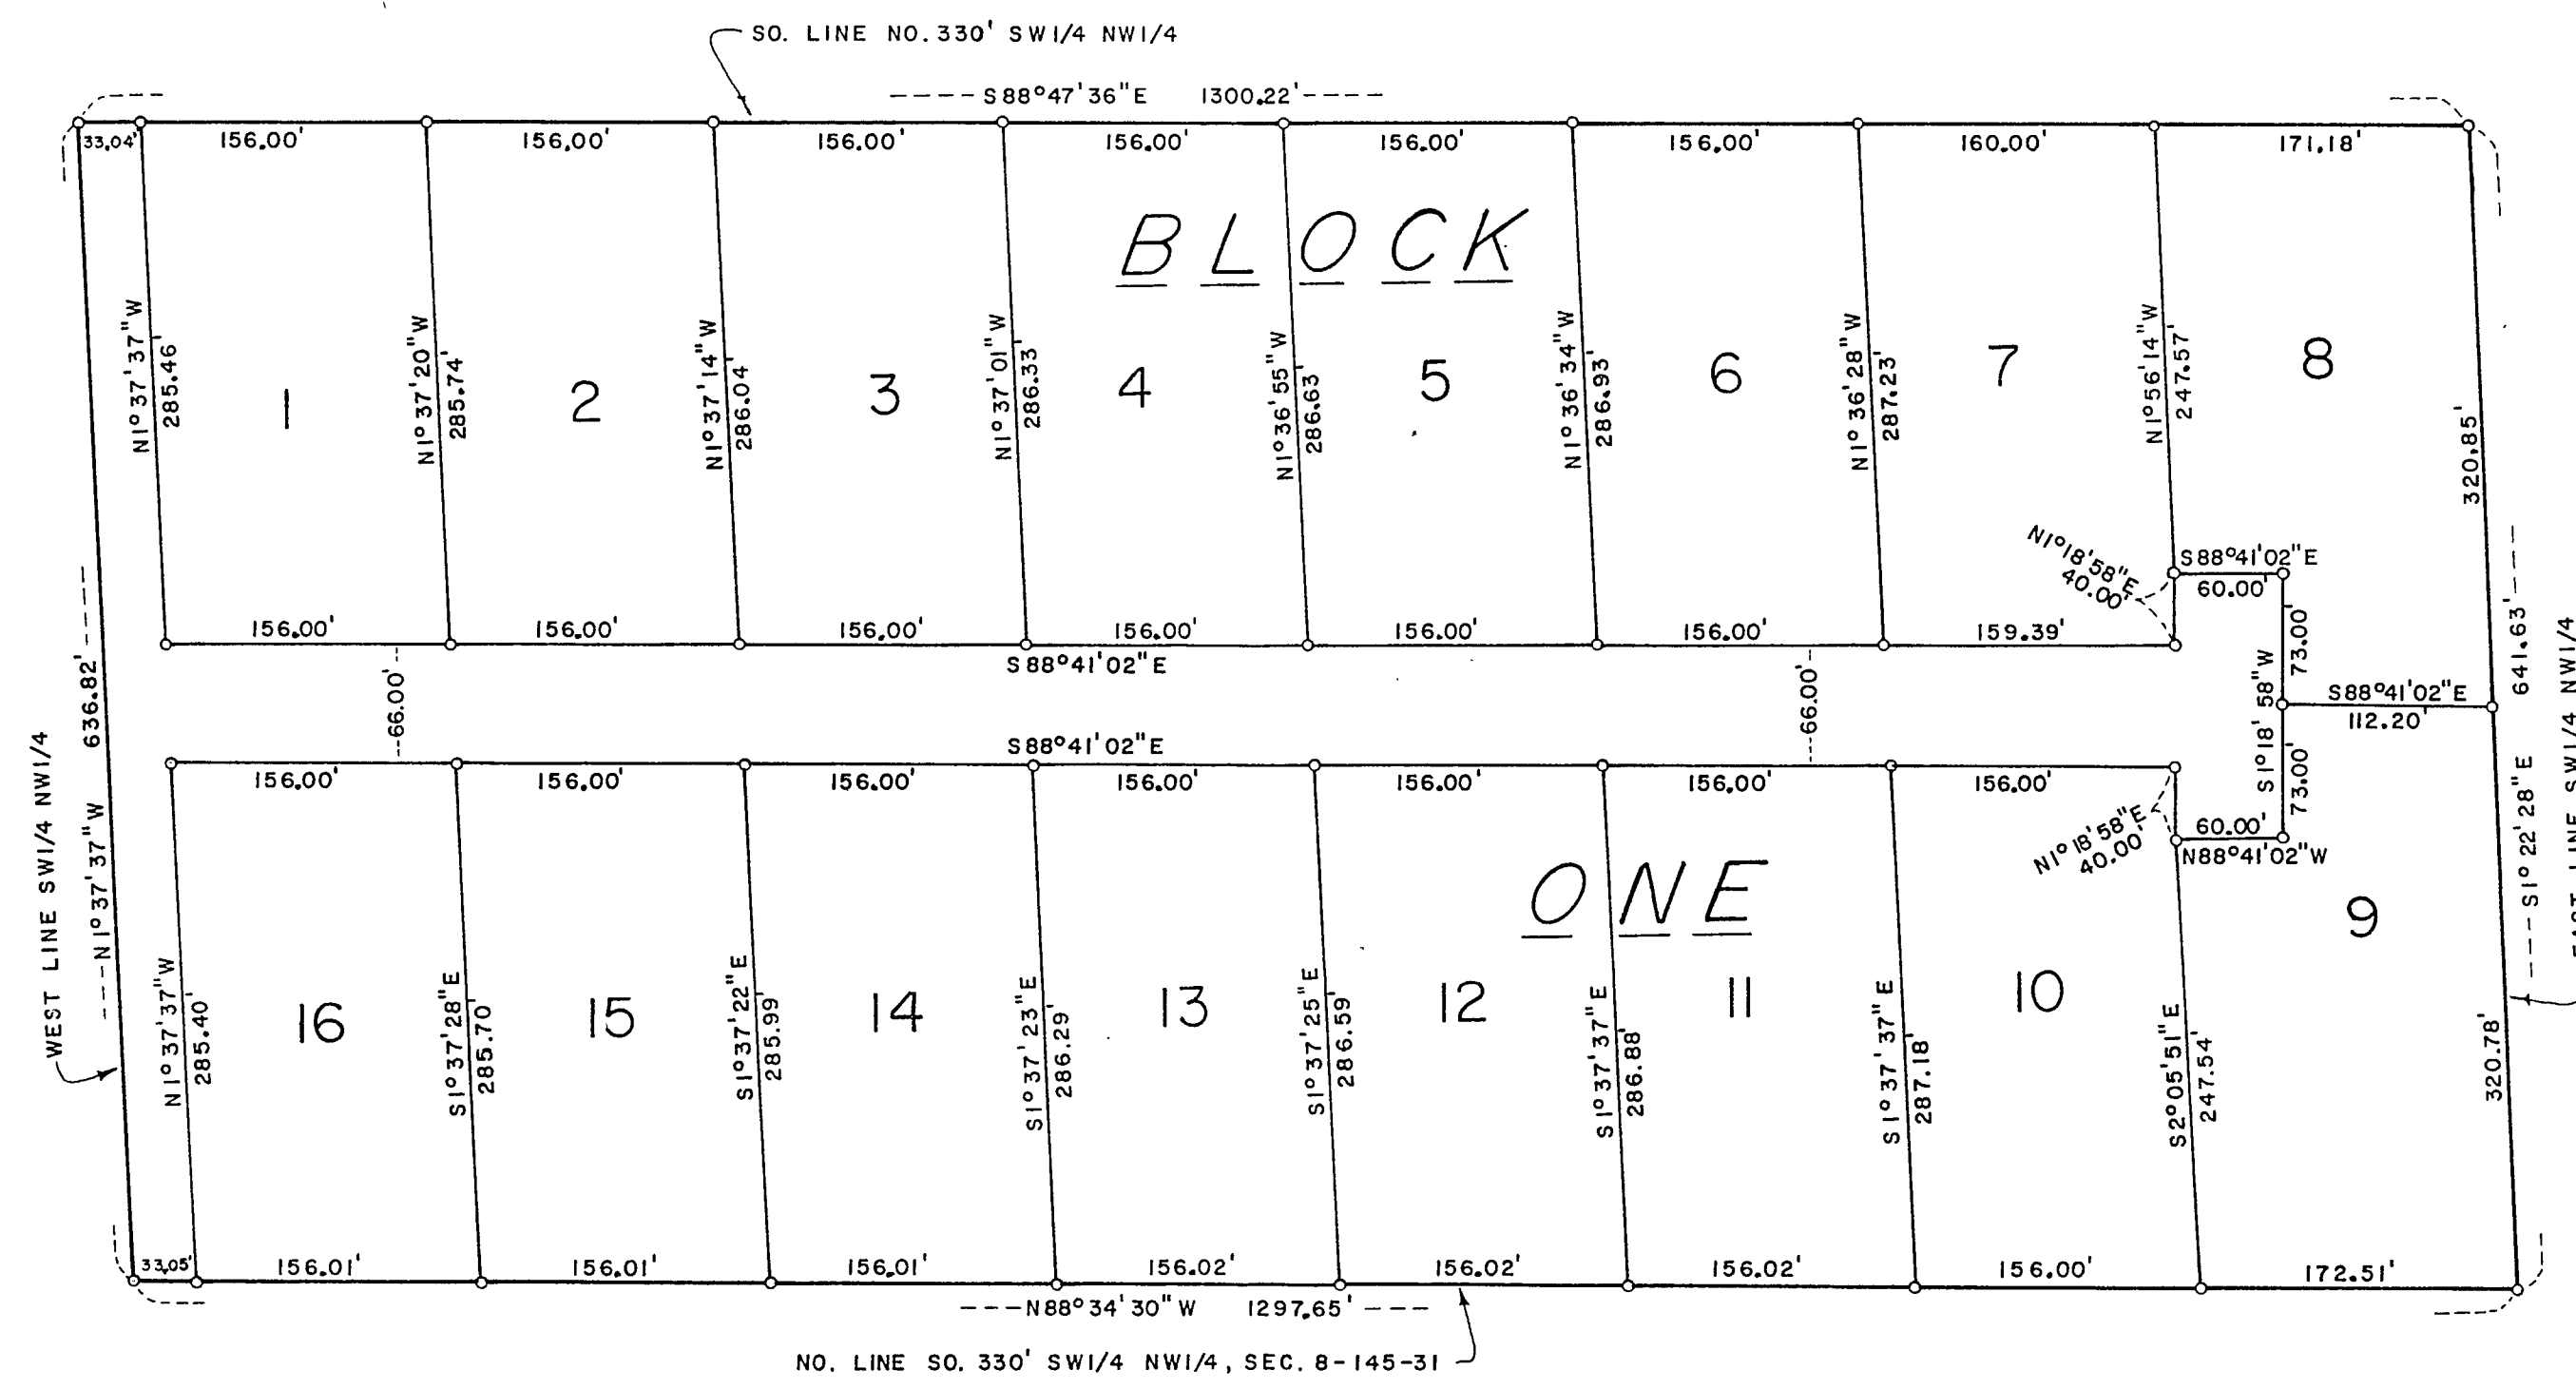 SO. LINE NO. 330' SW1/4 NW1/4
----S88°47'36"E 1300.22'----
33.04' 156.00' 156.00' 156.00' 156.00' 156.00' 156.00' 160.00' 171.18'
BLOCK
N1°37'37"W
285.46'
N1°37'20"W
285.74'
N1°37'14"W
286.04'
N1°37'01"W
286.33'
N1°36'55"W
286.63'
N1°36'34"W
286.93'
N1°36'28"W
287.23'
N1°56'14"W
247.57'
320.85'
1 2 3 4 5 6 7 8
N1°18'58"E
40.00'
S88°41'02"E
60.00'
73.00'
156.00' 156.00' 156.00' 156.00' 156.00' 156.00' 159.39'
S88°41'02"E
66.00'
66.00'
S1°18'58"W
S88°41'02"E
112.20'
73.00'
WEST LINE SW1/4 NW1/4
---N1°37'37"W 636.82'---
---S1°22'28"E 641.63'---
LINE SW1/4 NW1/4
S88°41'02"E
156.00' 156.00' 156.00' 156.00' 156.00' 156.00' 156.00'
N1°18'58"E
40.00'
60.00'
N88°41'02"W
ONE
N1°37'37"W
285.40'
S1°37'28"E
285.70'
S1°37'22"E
285.99'
S1°37'23"E
286.29'
S1°37'25"E
286.59'
S1°37'37"E
286.88'
S1°37'37"E
287.18'
S2°05'51"E
247.54'
320.78'
16 15 14 13 12 11 10 9
33.05' 156.01' 156.01' 156.01' 156.02' 156.02' 156.02' 156.00' 172.51'
---N88°34'30"W 1297.65'---
NO. LINE SO. 330' SW1/4 NW1/4, SEC. 8-145-31